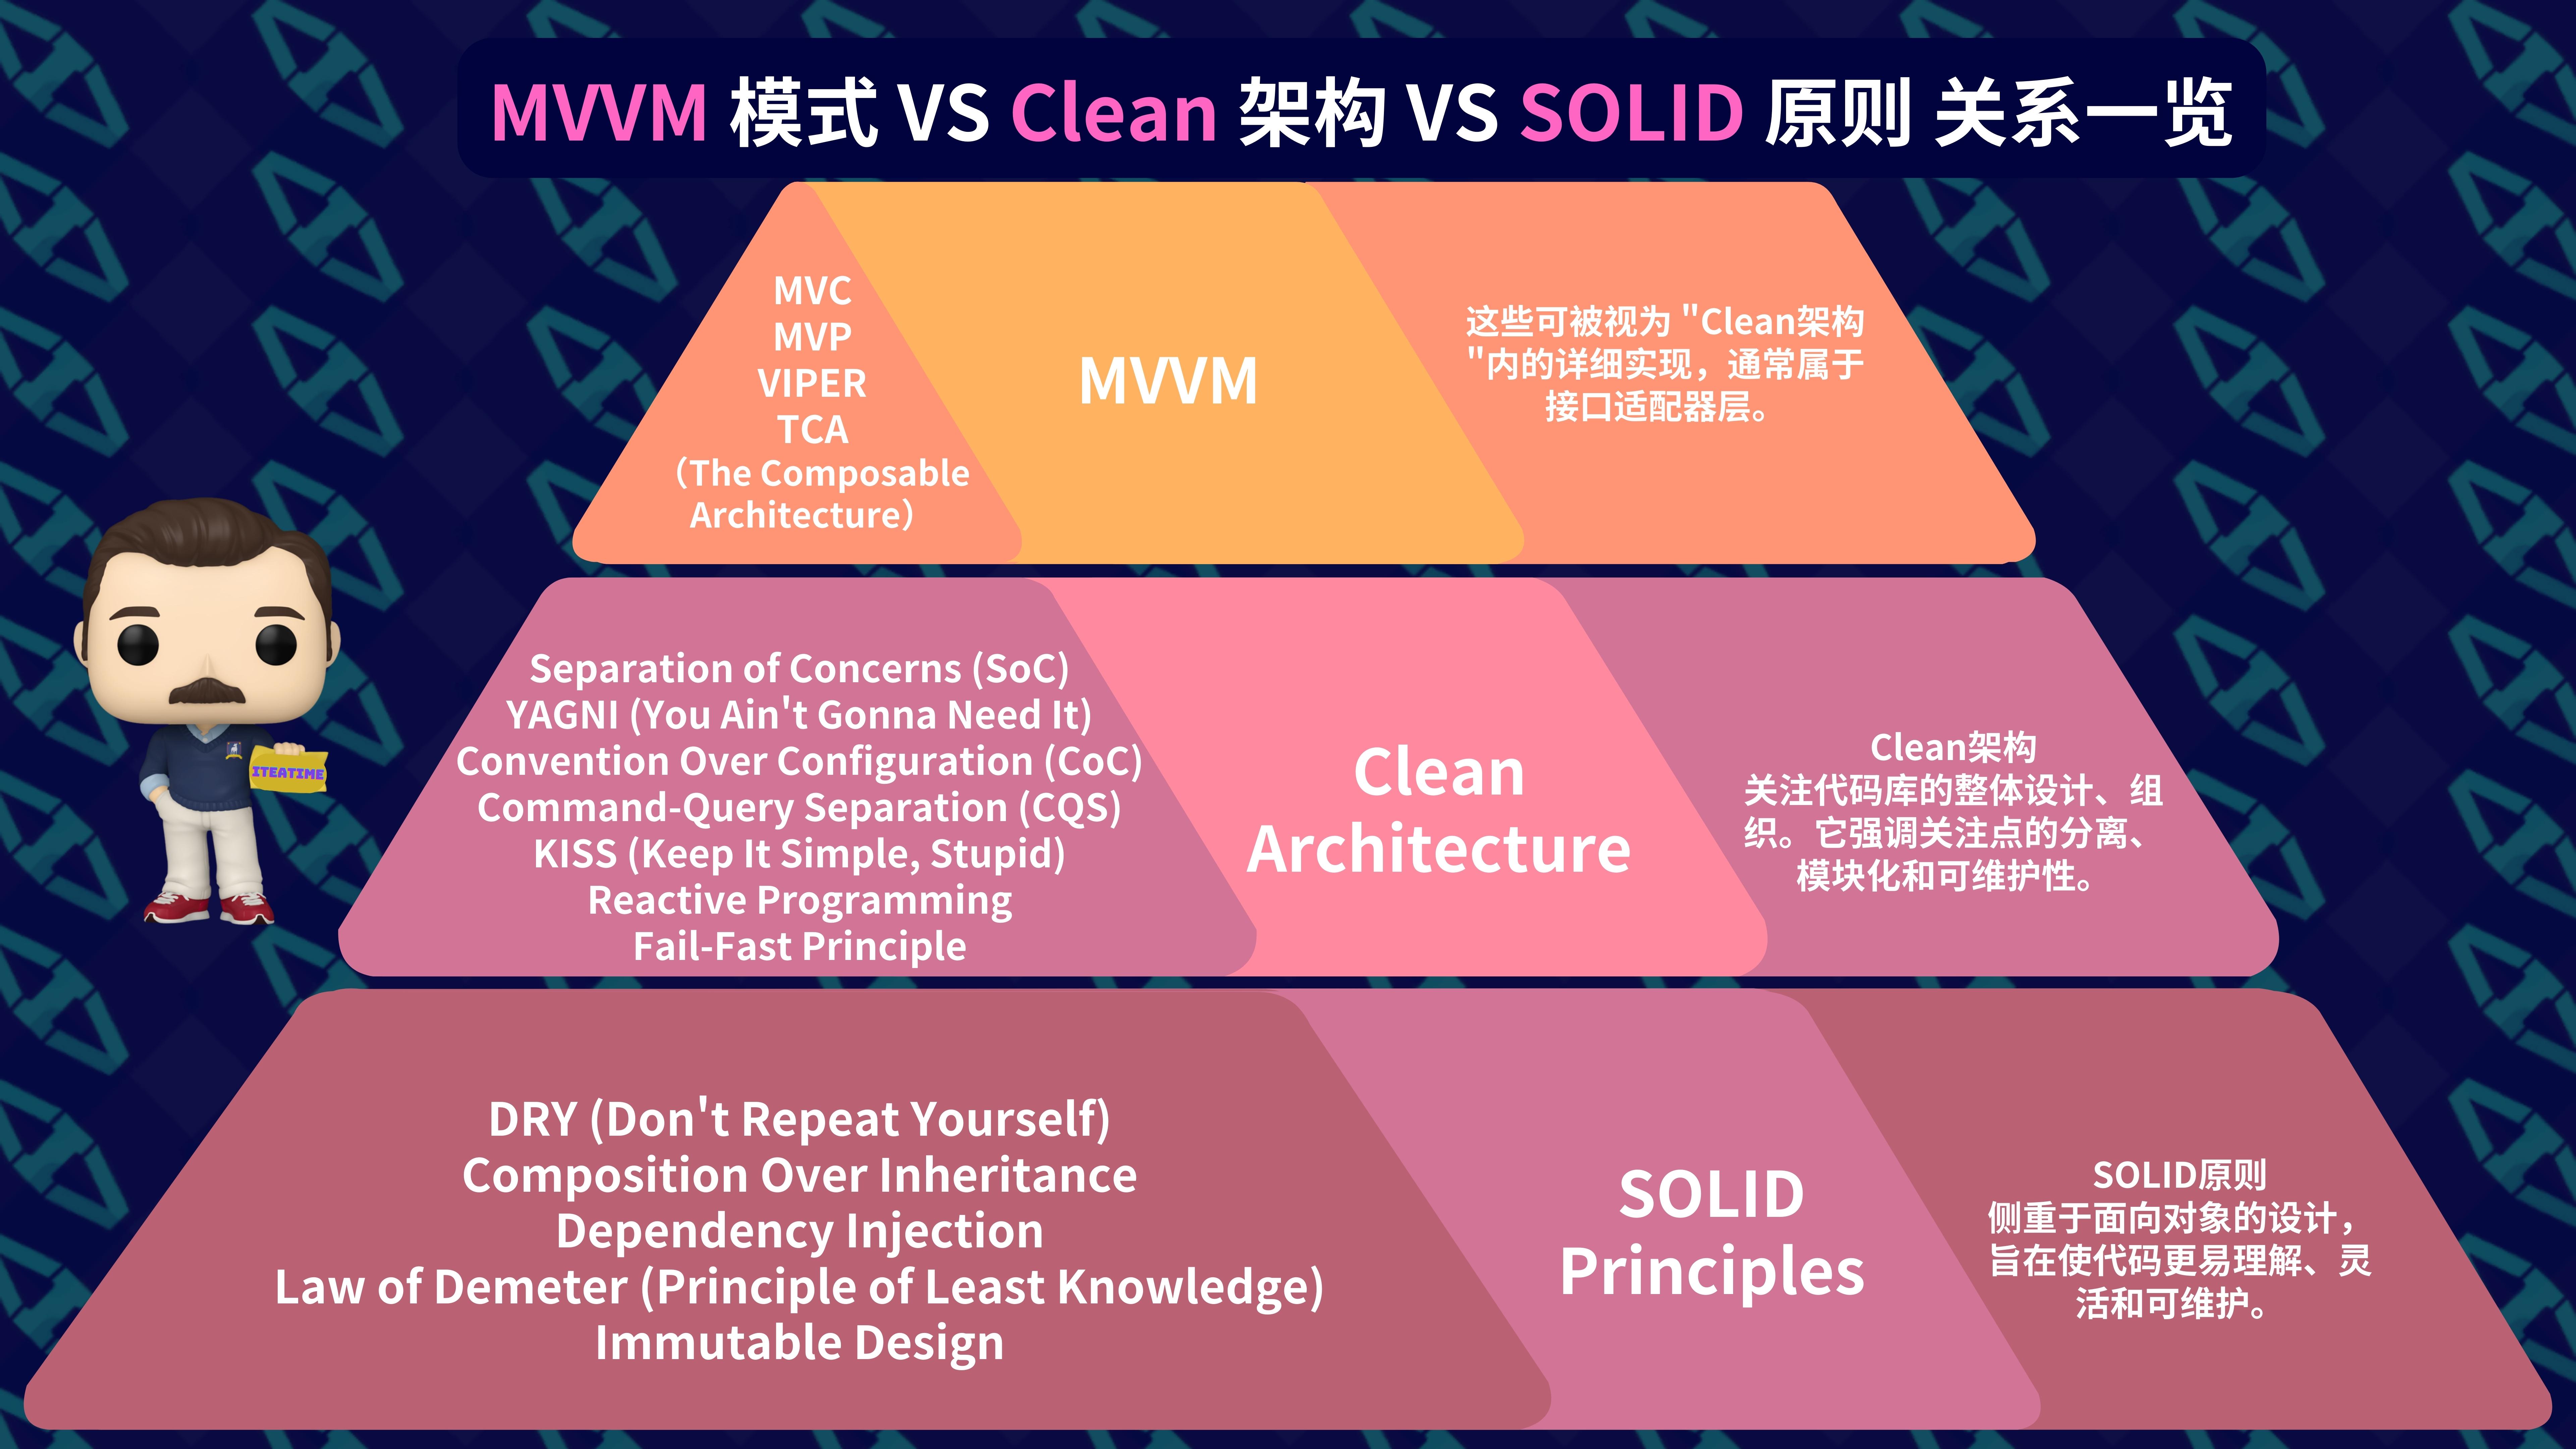 MVVM 模式 VS Clean 架构 VS SOLID 原则 关系一览
MVC
MVP
VIPER
TCA
（The Composable
Architecture）
MVVM
这些可被视为 "Clean架构
"内的详细实现，通常属于
接口适配器层。
ITEATIME
Separation of Concerns (SoC)
YAGNI (You Ain't Gonna Need It)
Convention Over Configuration (CoC)
Command-Query Separation (CQS)
KISS (Keep It Simple, Stupid)
Reactive Programming
Fail-Fast Principle
Clean
Architecture
Clean架构
关注代码库的整体设计、组
织。它强调关注点的分离、
模块化和可维护性。
DRY (Don't Repeat Yourself)
Composition Over Inheritance
Dependency Injection
Law of Demeter (Principle of Least Knowledge)
Immutable Design
SOLID
Principles
SOLID原则
侧重于面向对象的设计，
旨在使代码更易理解、灵
活和可维护。